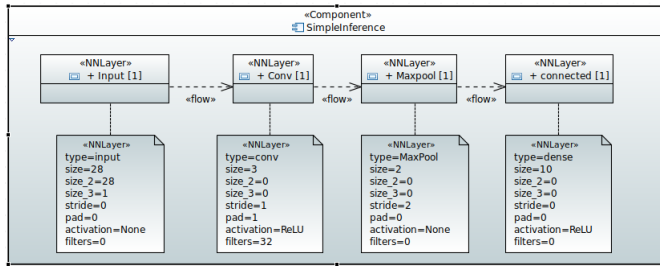 «Component»
SimpleInference
«NNLayer»
+ Input [1]
«NNLayer»
+ Conv [1]
«NNLayer»
+ Maxpool [1]
«NNLayer»
+ connected [1]
«flow»
«flow»
«flow»
«NNLayer»
type=input
size=28
size_2=28
size_3=1
stride=0
pad=0
activation=None
filters=0
«NNLayer»
type=conv
size=3
size_2=0
size_3=0
stride=1
pad=1
activation=ReLU
filters=32
«NNLayer»
type=MaxPool
size=2
size_2=0
size_3=0
stride=2
pad=0
activation=None
filters=0
«NNLayer»
type=dense
size=10
size_2=0
size_3=0
stride=0
pad=0
activation=ReLU
filters=0